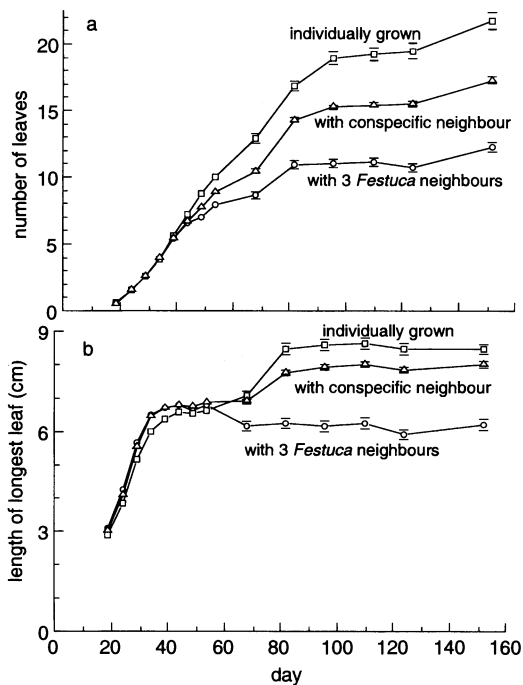 a
individually grown
with conspecific neighbour
with 3 Festuca neighbours
number of leaves
20
15
10
5
0
b
individually grown
with conspecific neighbour
with 3 Festuca neighbours
length of longest leaf (cm)
9
6
3
0
0 20 40 60 80 100 120 140 160
day